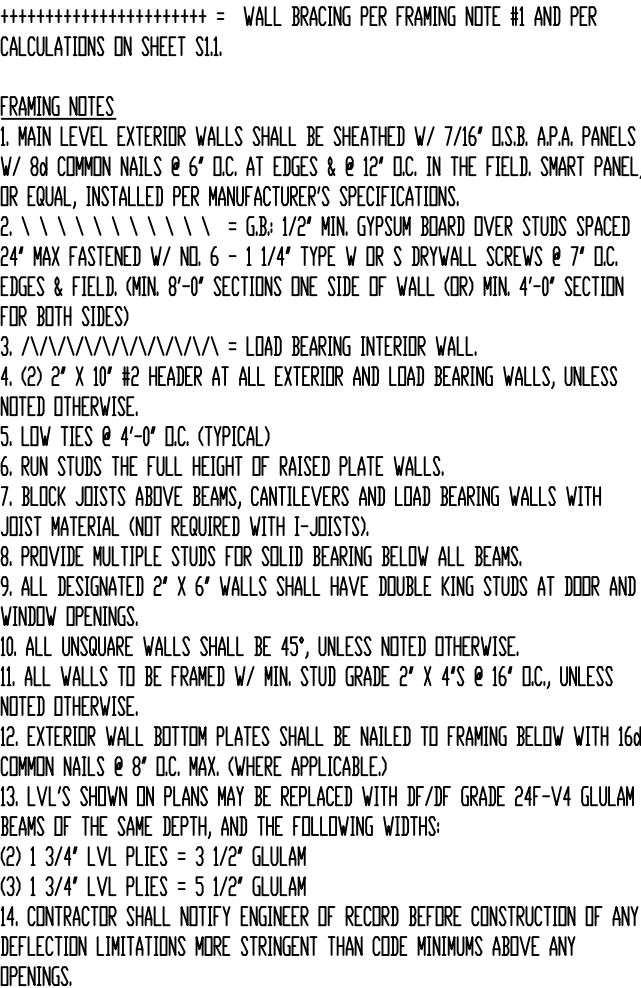 +++++++++++++++++++++++ = WALL BRACING PER FRAMING NOTE #1 AND PER
CALCULATIONS ON SHEET S1.1.
FRAMING NOTES
1. MAIN LEVEL EXTERIOR WALLS SHALL BE SHEATHED W/ 7/16" O.S.B. A.P.A. PANELS
W/ 8d COMMON NAILS @ 6" O.C. AT EDGES & @ 12" O.C. IN THE FIELD. SMART PANEL,
OR EQUAL, INSTALLED PER MANUFACTURER'S SPECIFICATIONS.
2. \ \ \ \ \ \ \ \ \ \ \ = G.B.: 1/2" MIN. GYPSUM BOARD OVER STUDS SPACED
24" MAX FASTENED W/ NO. 6 - 1 1/4" TYPE W OR S DRYWALL SCREWS @ 7" O.C.
EDGES & FIELD. (MIN. 8'-0" SECTIONS ONE SIDE OF WALL (OR) MIN. 4'-0" SECTION
FOR BOTH SIDES)
3. /\/\/\/\/\/\/\/\/\/\/\ = LOAD BEARING INTERIOR WALL.
4. (2) 2" X 10" #2 HEADER AT ALL EXTERIOR AND LOAD BEARING WALLS, UNLESS
NOTED OTHERWISE.
5. LOW TIES @ 4'-0" O.C. (TYPICAL)
6. RUN STUDS THE FULL HEIGHT OF RAISED PLATE WALLS.
7. BLOCK JOISTS ABOVE BEAMS, CANTILEVERS AND LOAD BEARING WALLS WITH
JOIST MATERIAL (NOT REQUIRED WITH I-JOISTS).
8. PROVIDE MULTIPLE STUDS FOR SOLID BEARING BELOW ALL BEAMS.
9. ALL DESIGNATED 2" X 6" WALLS SHALL HAVE DOUBLE KING STUDS AT DOOR AND
WINDOW OPENINGS.
10. ALL UNSQUARE WALLS SHALL BE 45°, UNLESS NOTED OTHERWISE.
11. ALL WALLS TO BE FRAMED W/ MIN. STUD GRADE 2" X 4"S @ 16" O.C., UNLESS
NOTED OTHERWISE.
12. EXTERIOR WALL BOTTOM PLATES SHALL BE NAILED TO FRAMING BELOW WITH 16d
COMMON NAILS @ 8" O.C. MAX. (WHERE APPLICABLE.)
13. LVL'S SHOWN ON PLANS MAY BE REPLACED WITH DF/DF GRADE 24F-V4 GLULAM
BEAMS OF THE SAME DEPTH, AND THE FOLLOWING WIDTHS:
(2) 1 3/4" LVL PLIES = 3 1/2" GLULAM
(3) 1 3/4" LVL PLIES = 5 1/2" GLULAM
14. CONTRACTOR SHALL NOTIFY ENGINEER OF RECORD BEFORE CONSTRUCTION OF ANY
DEFLECTION LIMITATIONS MORE STRINGENT THAN CODE MINIMUMS ABOVE ANY
OPENINGS.